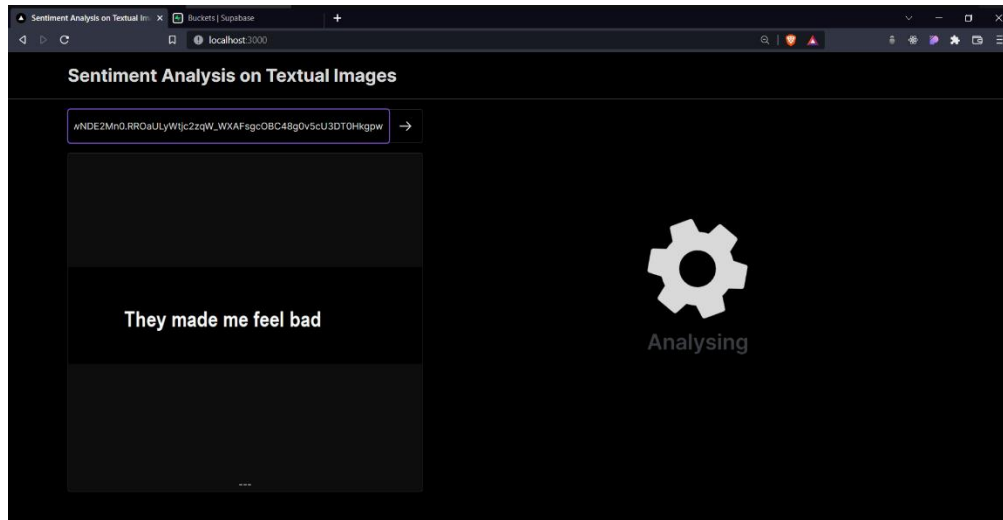 Sentiment Analysis on Textual Im
Buckets | Supabase
localhost:3000
Sentiment Analysis on Textual Images
wNDE2Mn0.RROaULyWtjc2zqW_WXAFsgcOBC48g0v5cU3DT0Hkgpw
They made me feel bad
Analysing
---